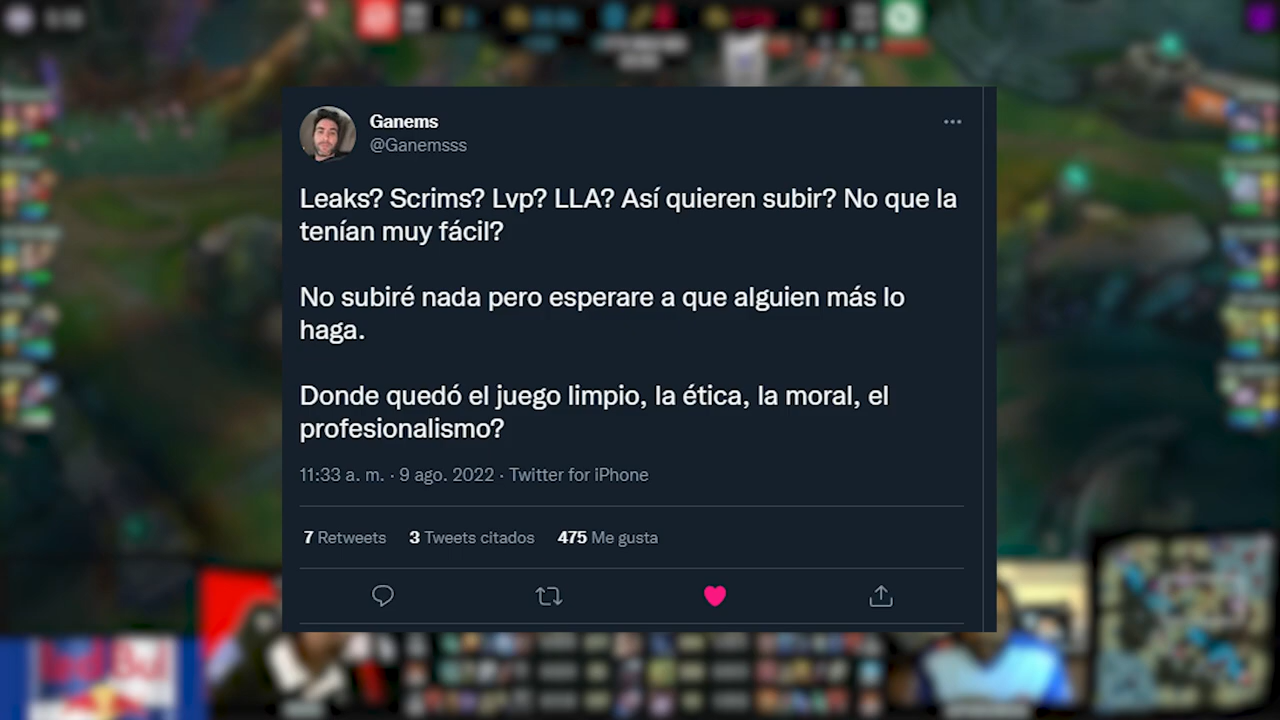 Ganems
@Ganemsss
Leaks? Scrims? Lvp? LLA? Así quieren subir? No que la
tenían muy fácil?
No subiré nada pero esperare a que alguien más lo
haga.
Donde quedó el juego limpio, la ética, la moral, el
profesionalismo?
11:33 a. m. · 9 ago. 2022 · Twitter for iPhone
7 Retweets 3 Tweets citados 475 Me gusta
Red Bull